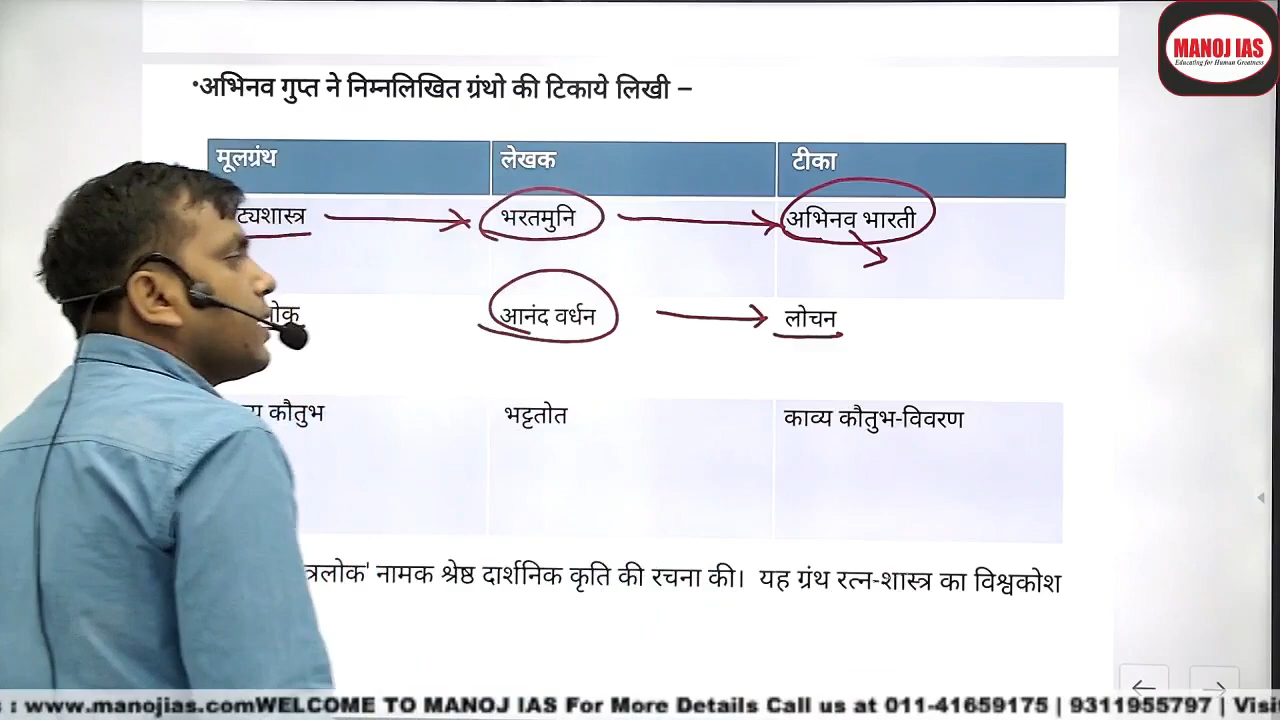 MANOJ IAS
Educating for Human Greatness
•अभिनव गुप्त ने निम्नलिखित ग्रंथो की टिकाये लिखी –
मूलग्रंथ लेखक टीका
ट्यशास्त्र भरतमुनि अभिनव भारती
ोक आनंद वर्धन लोचन
य कौतुभ भट्टतोत काव्य कौतुभ-विवरण
त्रलोक' नामक श्रेष्ठ दार्शनिक कृति की रचना की। यह ग्रंथ रत्न-शास्त्र का विश्वकोश
s : www.manojias.comWELCOME TO MANOJ IAS For More Details Call us at 011-41659175 | 9311955797 | Visi